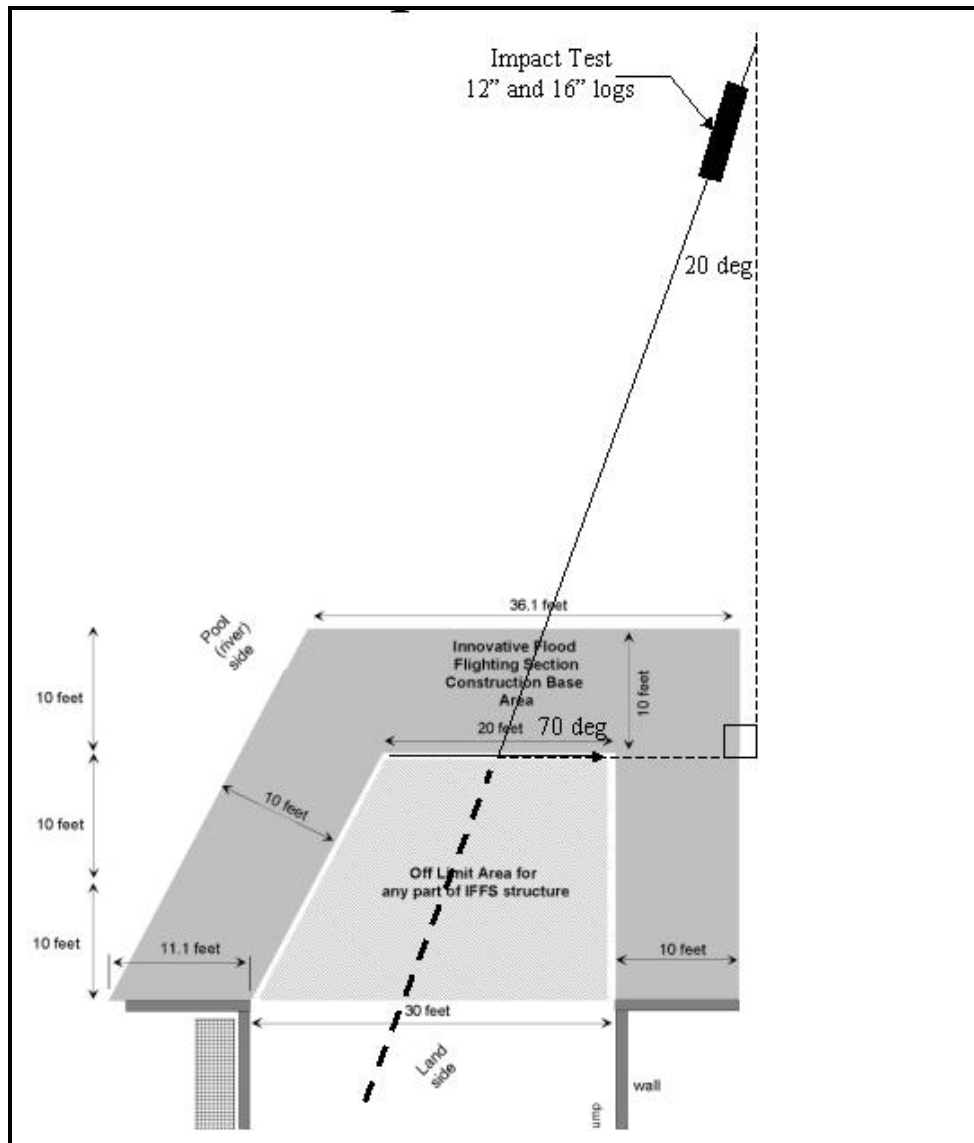 Impact Test
12” and 16” logs
20 deg
36.1 feet
Pool
(river)
side
Innovative Flood
Flighting Section
Construction Base
Area
10 feet
10 feet
20 feet
70 deg
10 feet
10 feet
Off Limit Area for
any part of IFFS structure
10 feet
11.1 feet
10 feet
30 feet
Land
side
wall
ump